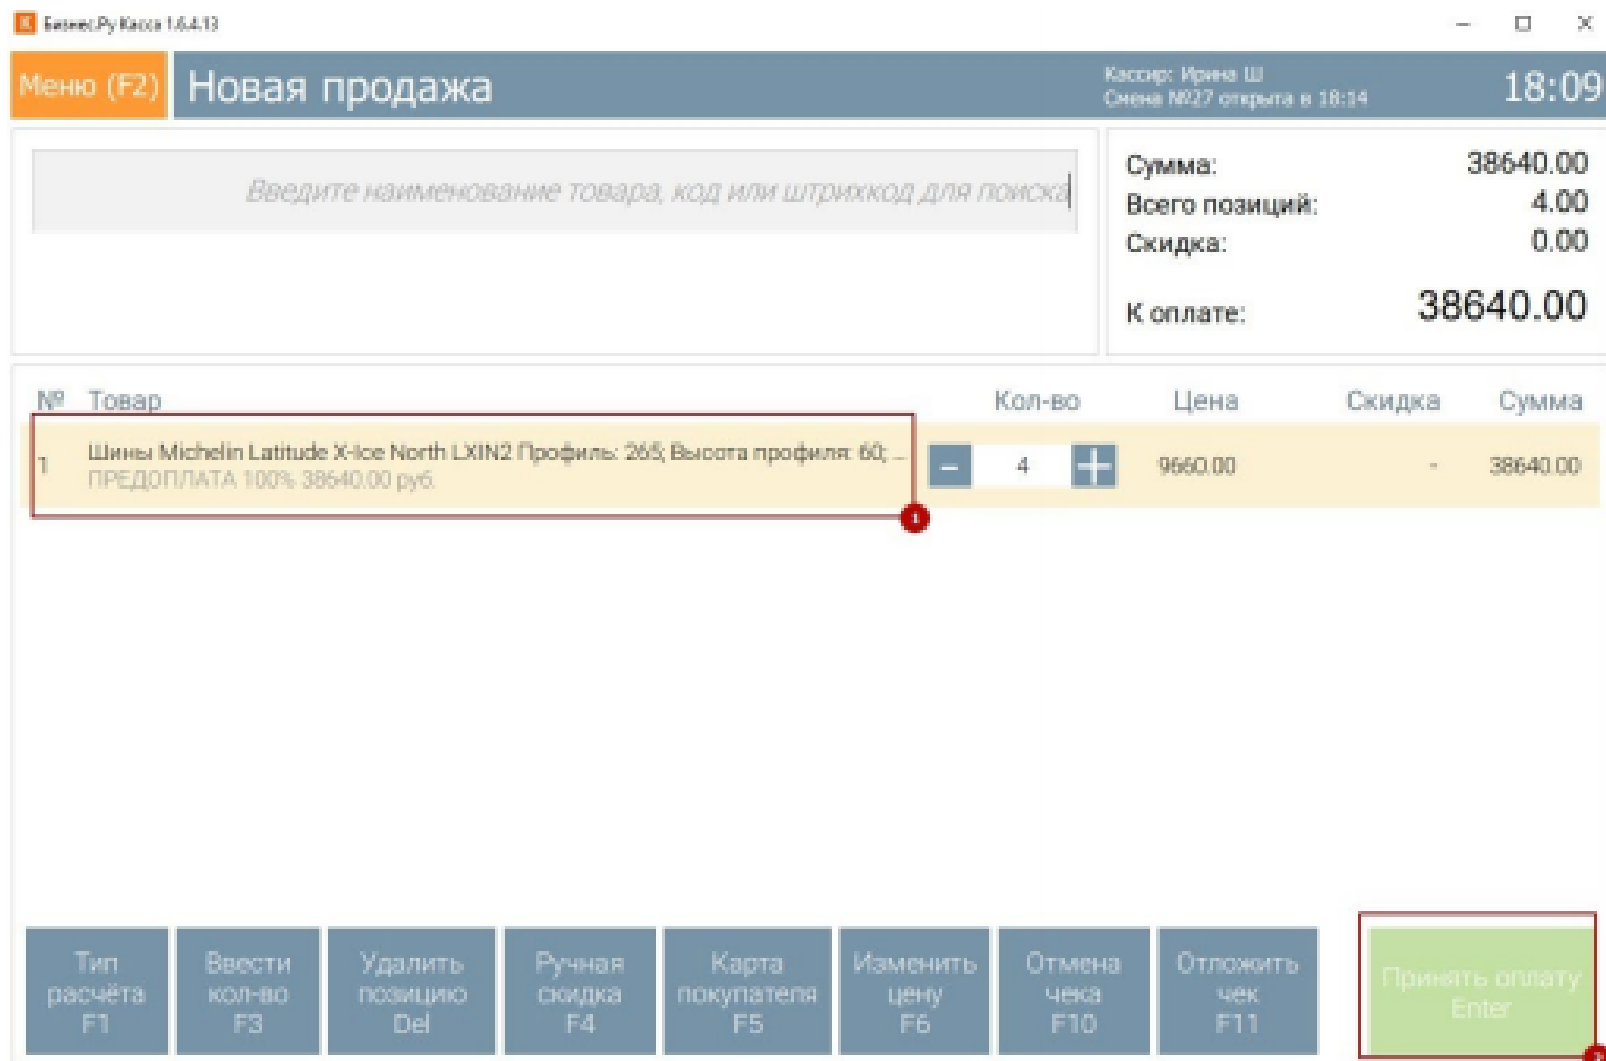 Бизнес.Ру Касса 1.6.4.13
Меню (F2)
Новая продажа
Кассир: Ирина Ш
Смена №27 открыта в 18:14
18:09
Введите наименование товара, код или штрихкод для поиска
Сумма: 38640.00
Всего позиций: 4.00
Скидка: 0.00
К оплате: 38640.00
№ Товар Кол-во Цена Скидка Сумма
1 Шины Michelin Latitude X-Ice North LXIN2 Профиль: 265; Высота профиля: 60; ... - 4 + 9660.00 - 38640.00
ПРЕДОПЛАТА 100% 38640.00 руб.
1
Тип
расчёта
F1
Ввести
кол-во
F3
Удалить
позицию
Del
Ручная
скидка
F4
Карта
покупателя
F5
Изменить
цену
F6
Отмена
чека
F10
Отложить
чек
F11
Принять оплату
Enter
2